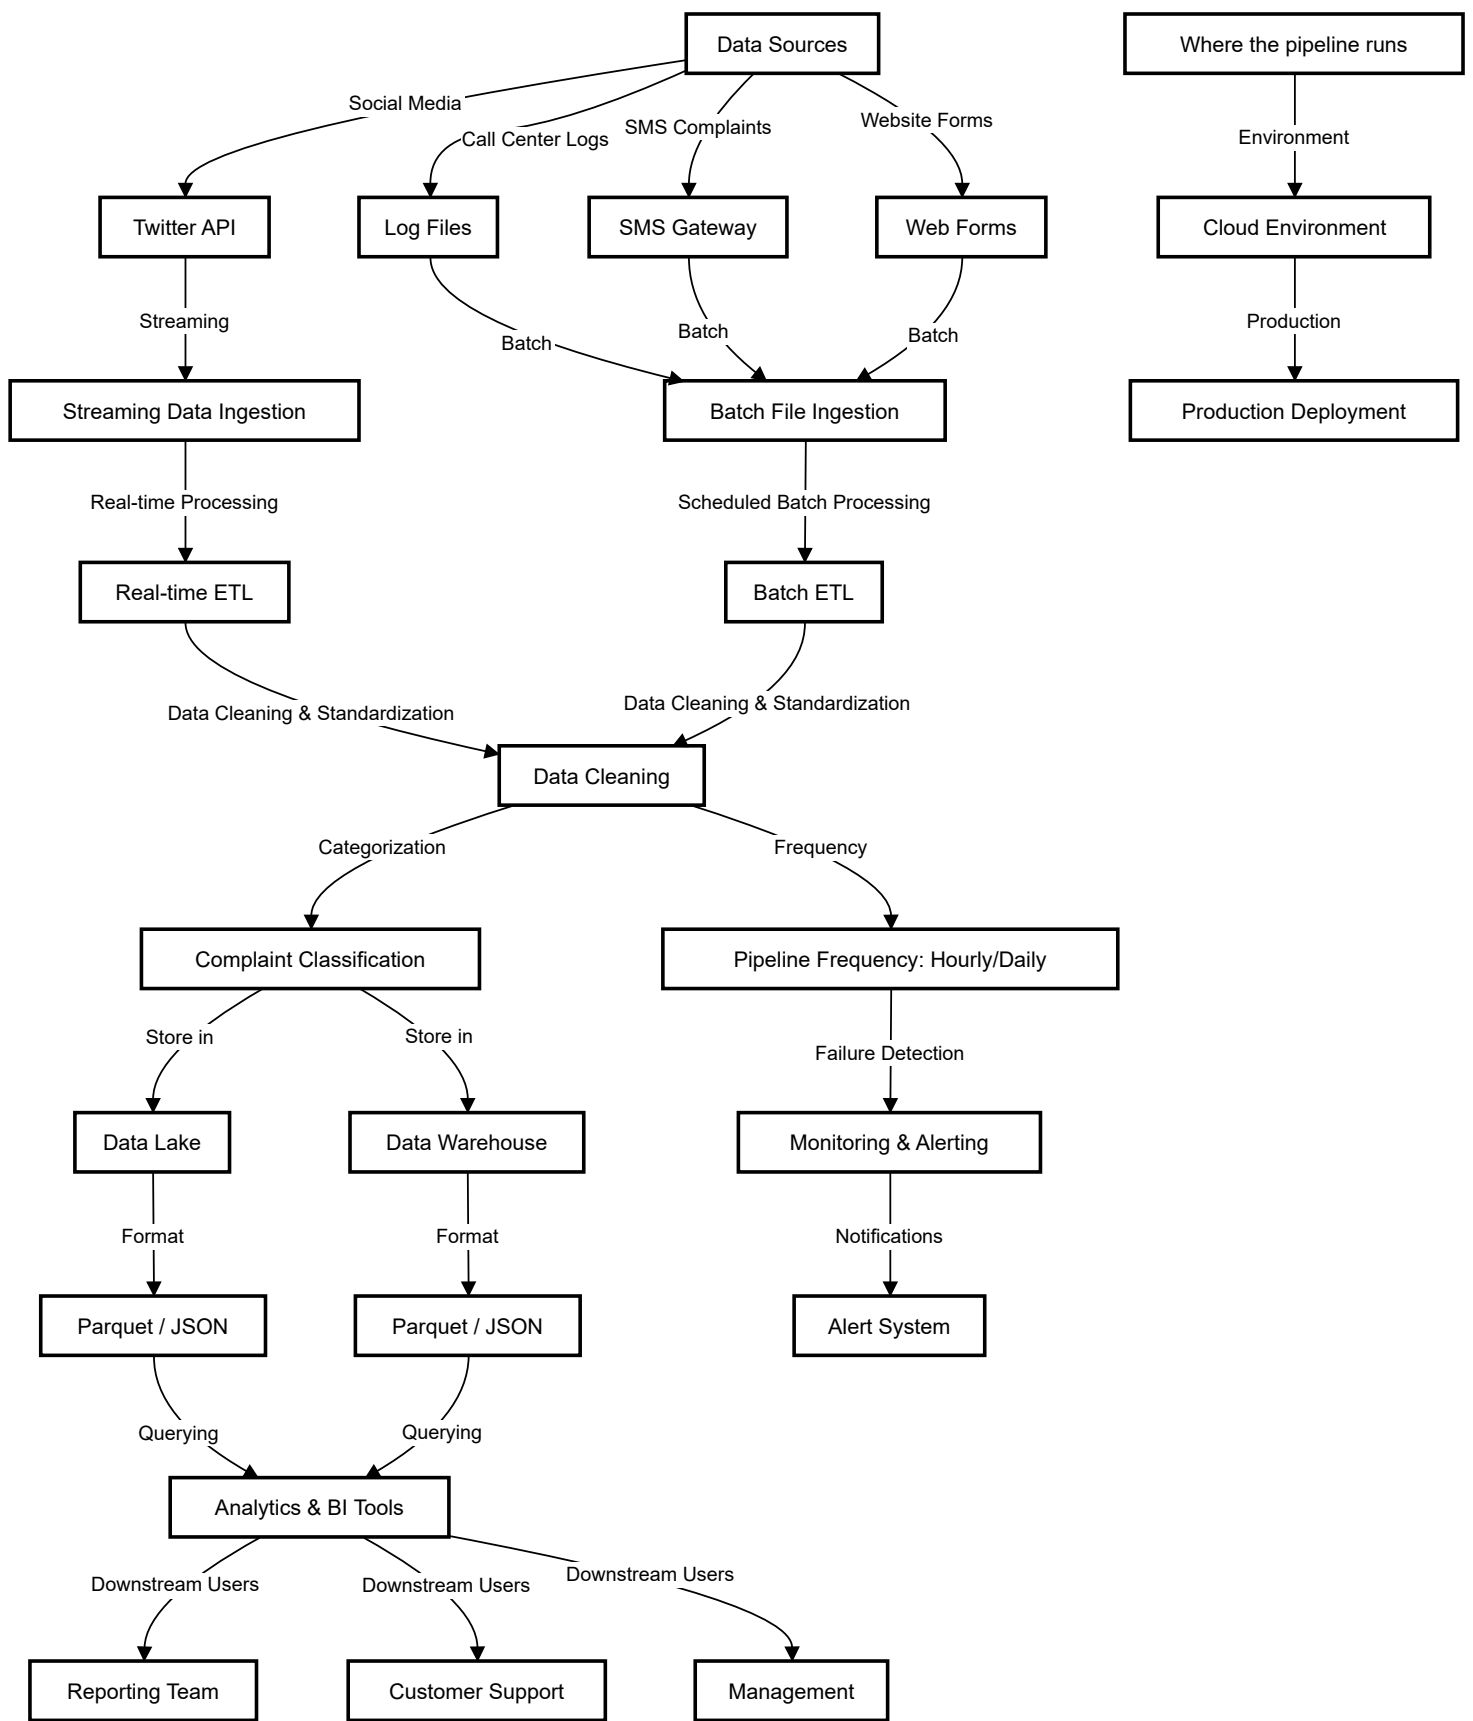 Data Sources
Where the pipeline runs
Social Media
Call Center Logs
SMS Complaints
Website Forms
Environment
Twitter API
Log Files
SMS Gateway
Web Forms
Cloud Environment
Streaming
Batch
Batch
Batch
Production
Streaming Data Ingestion
Batch File Ingestion
Production Deployment
Real-time Processing
Scheduled Batch Processing
Real-time ETL
Batch ETL
Data Cleaning & Standardization
Data Cleaning & Standardization
Data Cleaning
Categorization
Frequency
Complaint Classification
Pipeline Frequency: Hourly/Daily
Store in
Store in
Failure Detection
Data Lake
Data Warehouse
Monitoring & Alerting
Format
Format
Notifications
Parquet / JSON
Parquet / JSON
Alert System
Querying
Querying
Analytics & BI Tools
Downstream Users
Downstream Users
Downstream Users
Reporting Team
Customer Support
Management